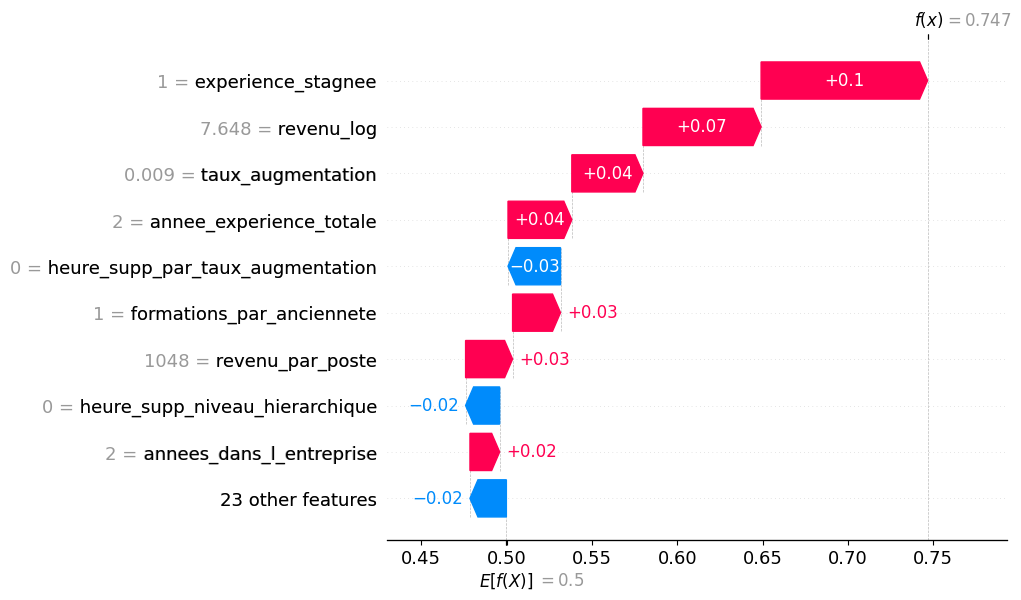 f(x) = 0.747
1 = experience_stagnee
+0.1
7.648 = revenu_log
+0.07
0.009 = taux_augmentation
+0.04
2 = annee_experience_totale
+0.04
0 = heure_supp_par_taux_augmentation
−0.03
1 = formations_par_anciennete
+0.03
1048 = revenu_par_poste
+0.03
0 = heure_supp_niveau_hierarchique
−0.02
2 = annees_dans_l_entreprise
+0.02
23 other features
−0.02
0.45 0.50 0.55 0.60 0.65 0.70 0.75
E[f(X)] = 0.5